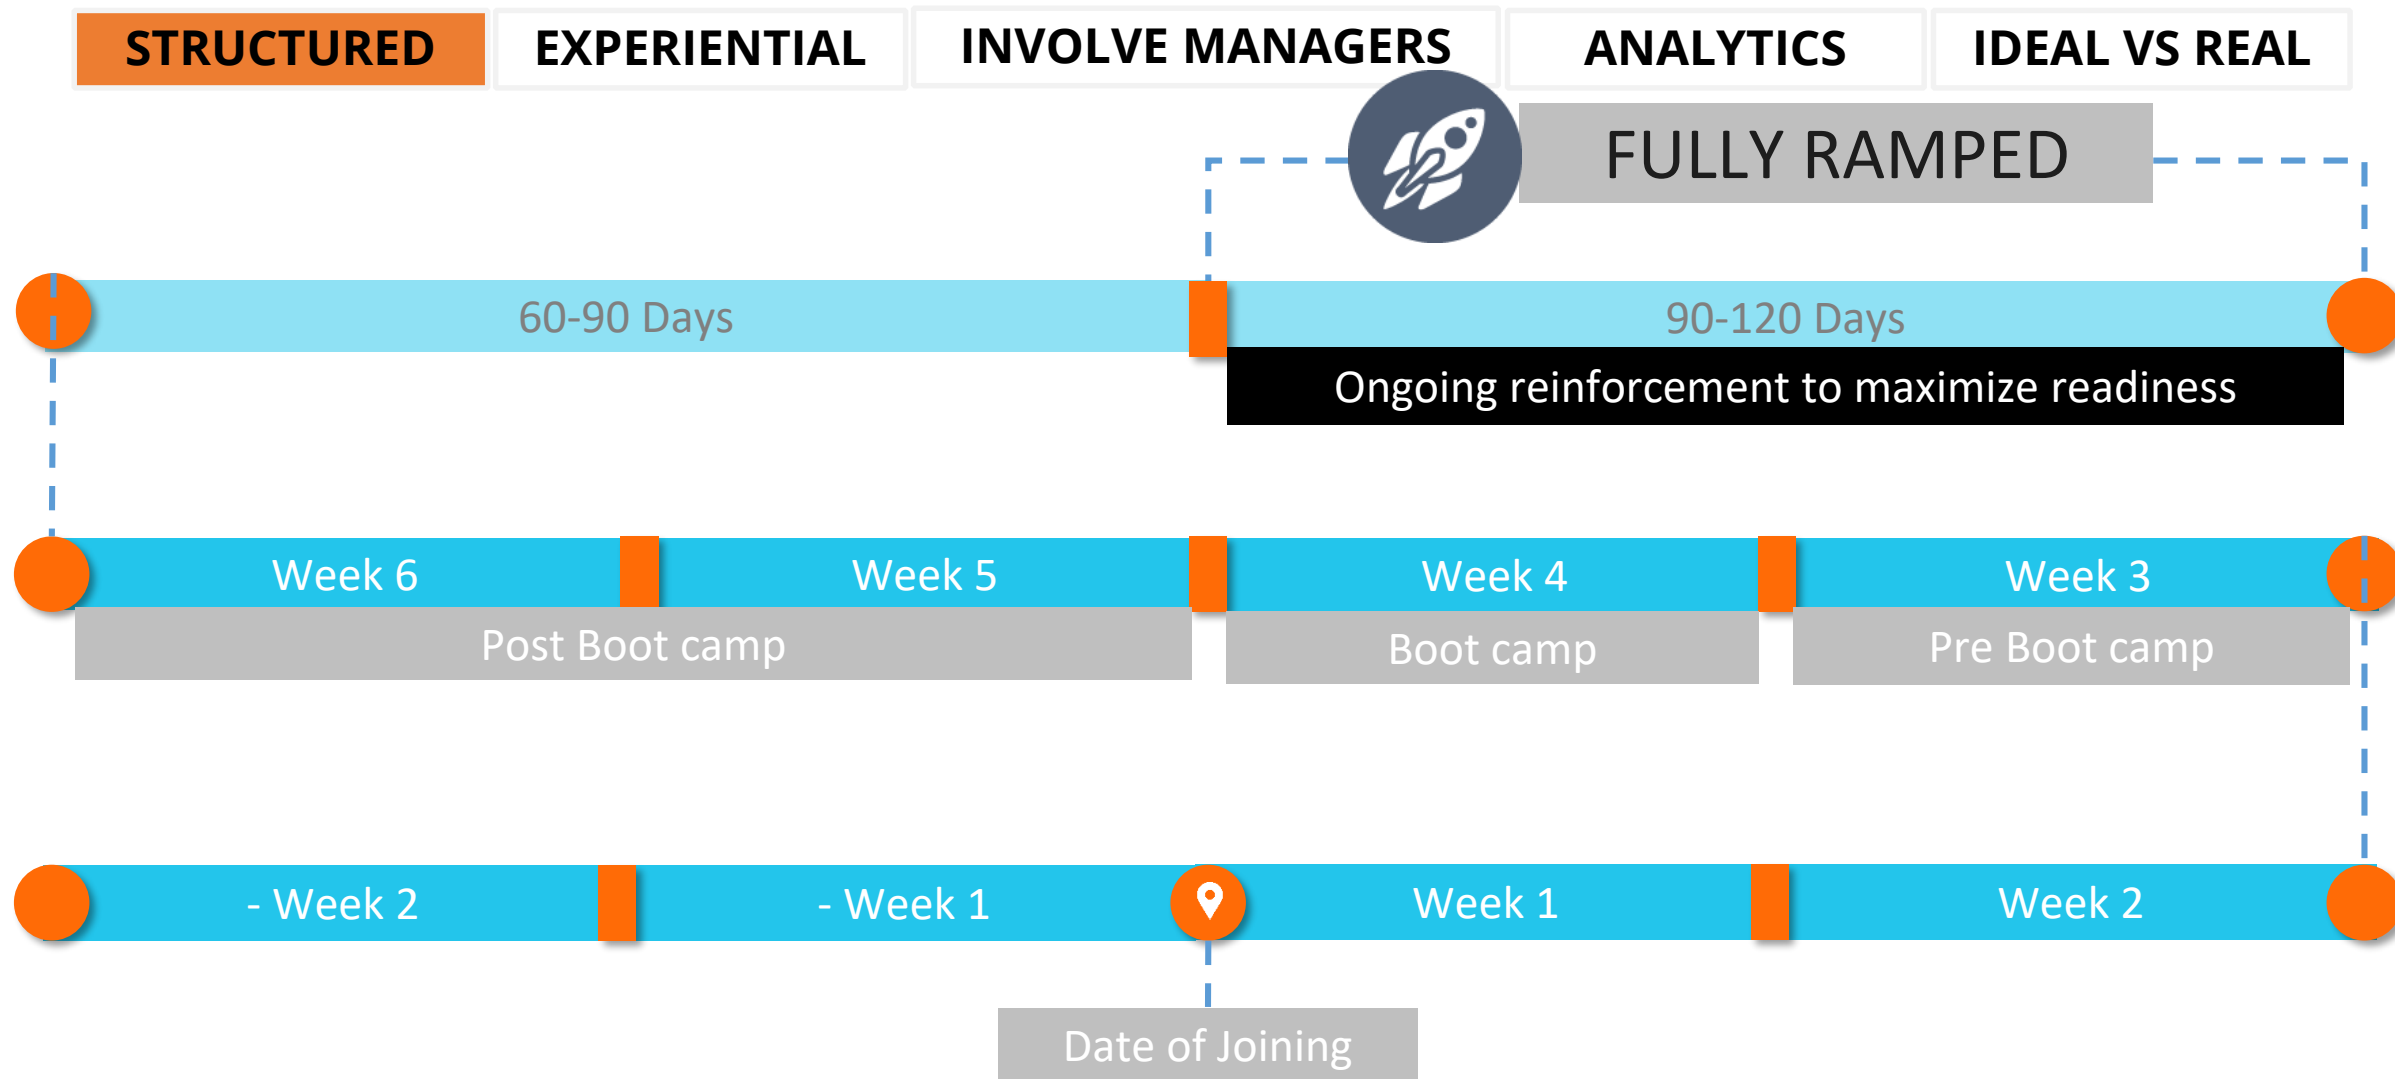 STRUCTURED
EXPERIENTIAL
INVOLVE MANAGERS
ANALYTICS
IDEAL VS REAL
FULLY RAMPED
60-90 Days
90-120 Days
Ongoing reinforcement to maximize readiness
Week 6
Week 5
Week 4
Week 3
Post Boot camp
Boot camp
Pre Boot camp
- Week 2
- Week 1
Week 1
Week 2
Date of Joining